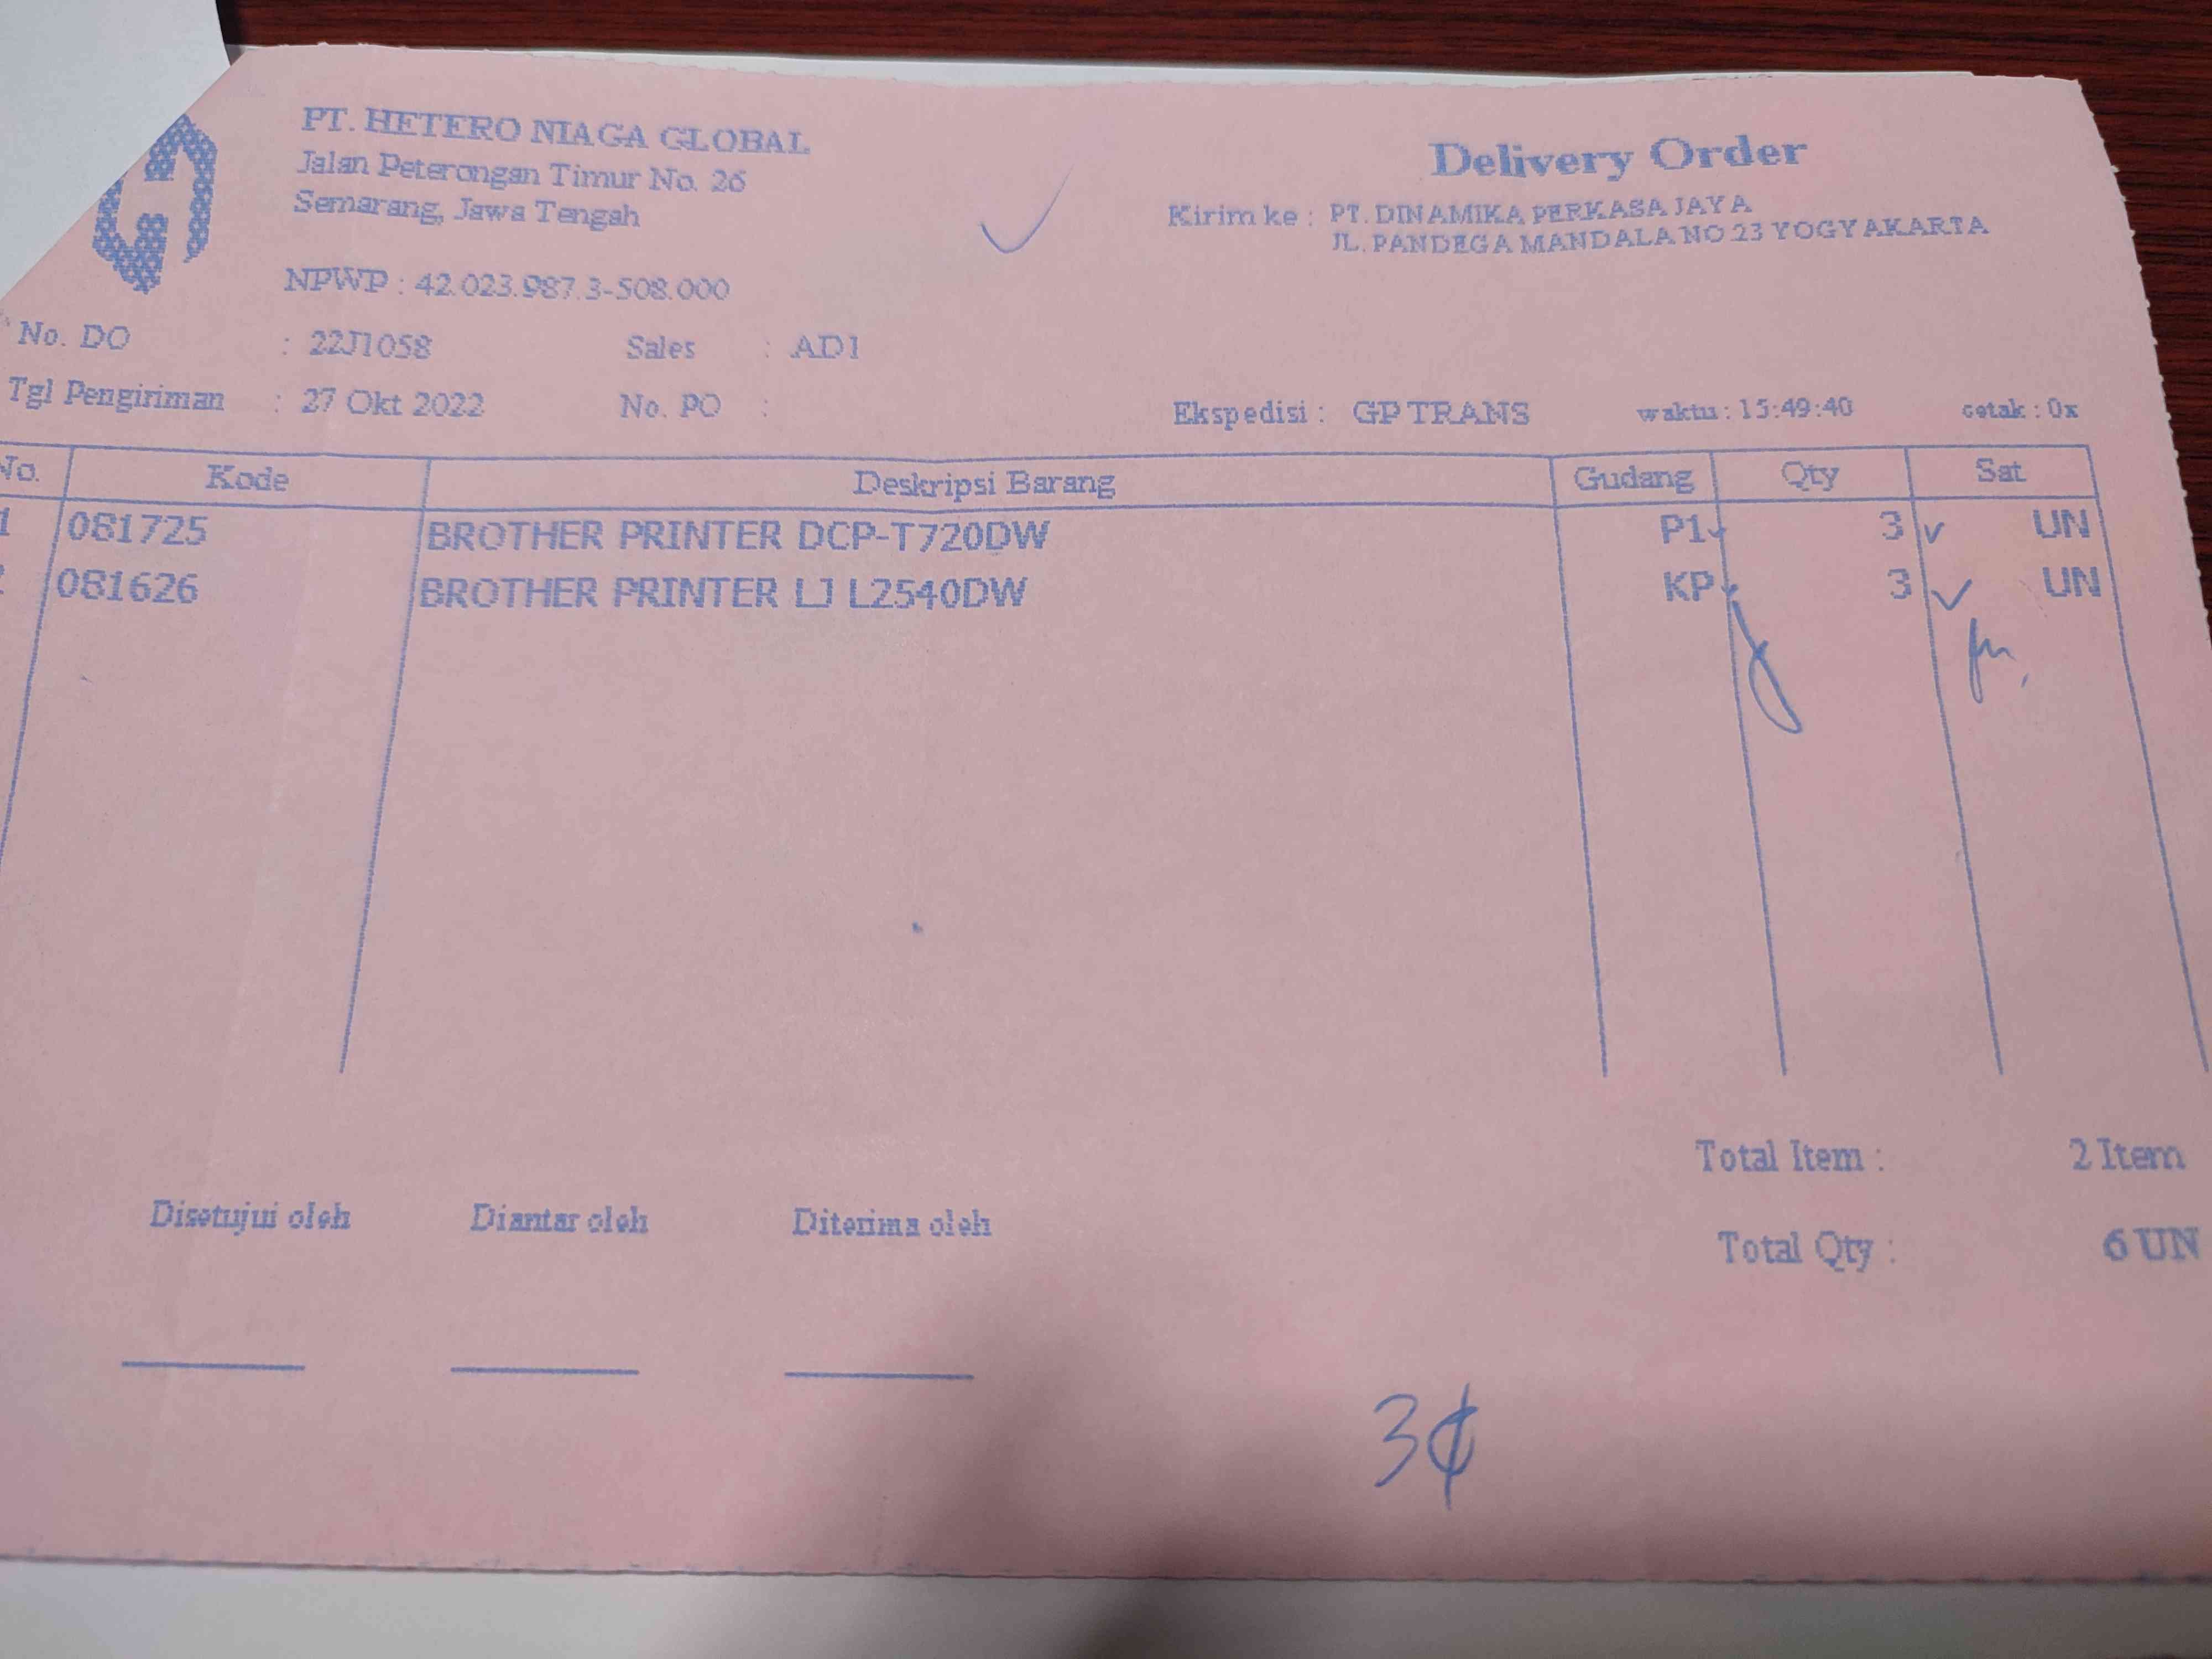 PT. HETERO NIAGA GLOBAL
Jalan Peterongan Timur No. 26
Semarang, Jawa Tengah
NPWP : 42.023.987.3-508.000
Delivery Order
Kirim ke : PT. DINAMIKA PERKASA JAYA
JL. PANDEGA MANDALA NO 23 YOGYAKARTA
No. DO : 22J1058 Sales : ADI
Tgl Pengiriman : 27 Okt 2022 No. PO :
Ekspedisi : GP TRANS waktu : 15:49:40 cetak : 0x
No. Kode Deskripsi Barang Gudang Qty Sat
1 081725 BROTHER PRINTER DCP-T720DW P1 3 UN
081626 BROTHER PRINTER LJ L2540DW KP 3 UN
Total Item : 2 Item
Total Qty : 6 UN
Disetujui oleh Diantar oleh Diterima oleh